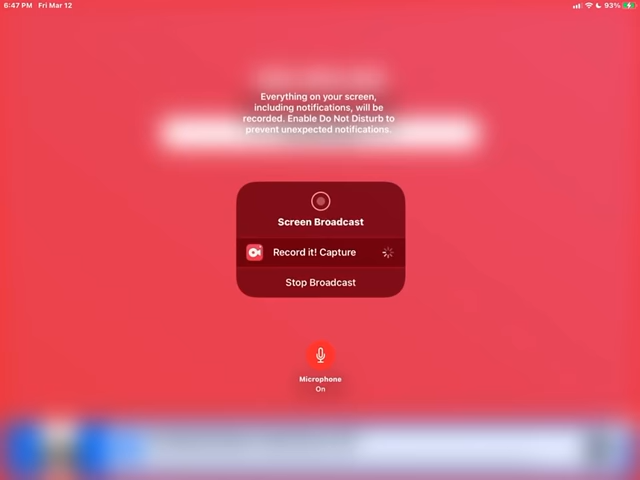 6:47 PM Fri Mar 12
93%
Everything on your screen,
including notifications, will be
recorded. Enable Do Not Disturb to
prevent unexpected notifications.
Screen Broadcast
Record it! Capture
Stop Broadcast
Microphone
On